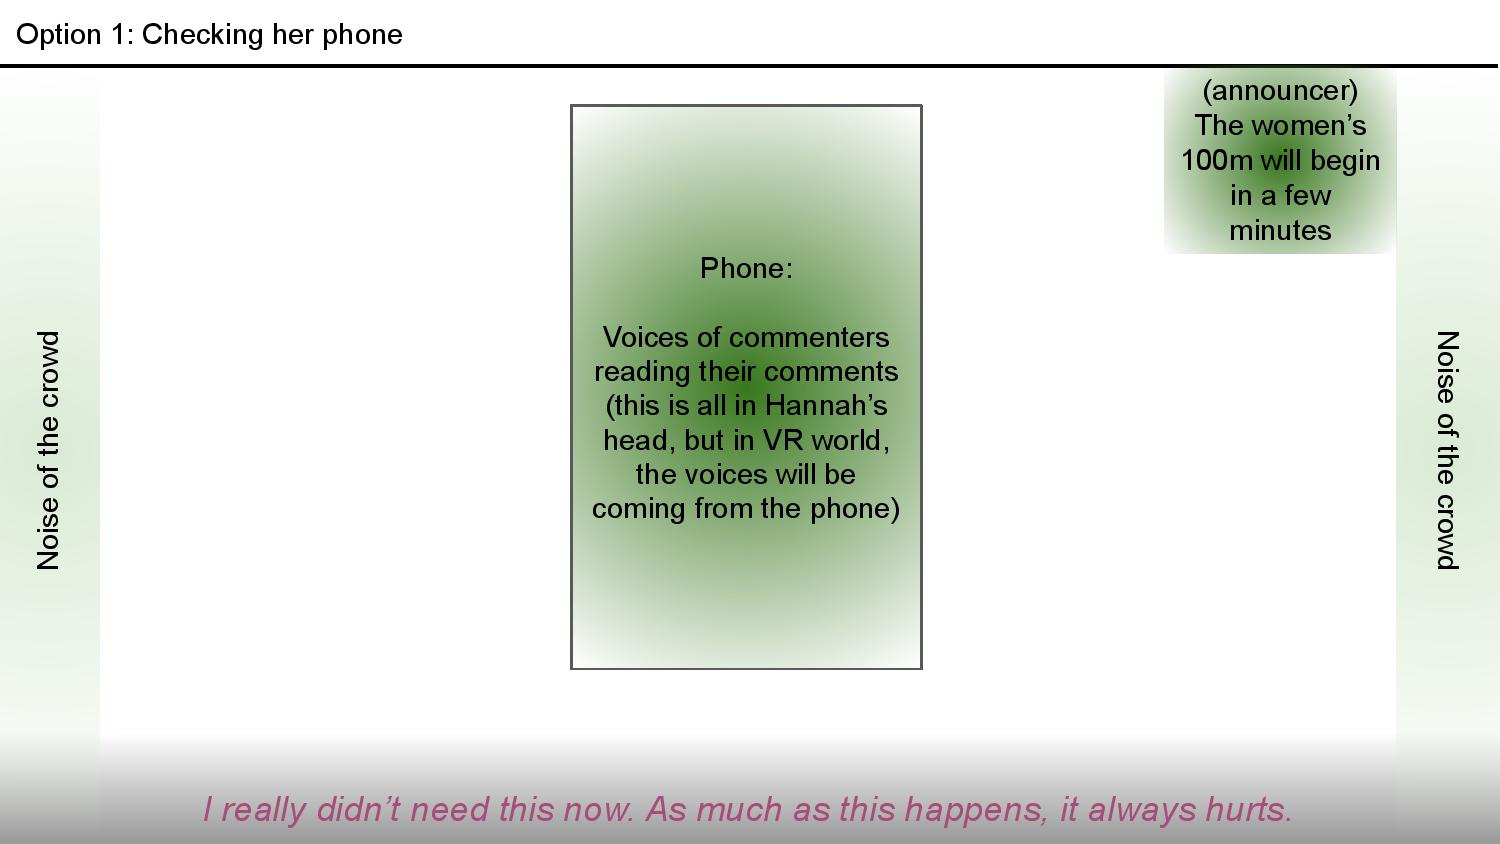 Option 1: Checking her phone
(announcer)
The women’s
100m will begin
in a few
minutes
Noise of the crowd
Phone:
Voices of commenters
reading their comments
(this is all in Hannah’s
head, but in VR world,
the voices will be
coming from the phone)
Noise of the crowd
I really didn’t need this now. As much as this happens, it always hurts.